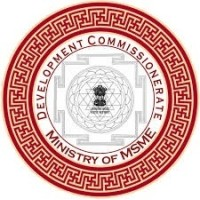 DEVELOPMENT COMMISSIONERATE
MINISTRY OF MSME